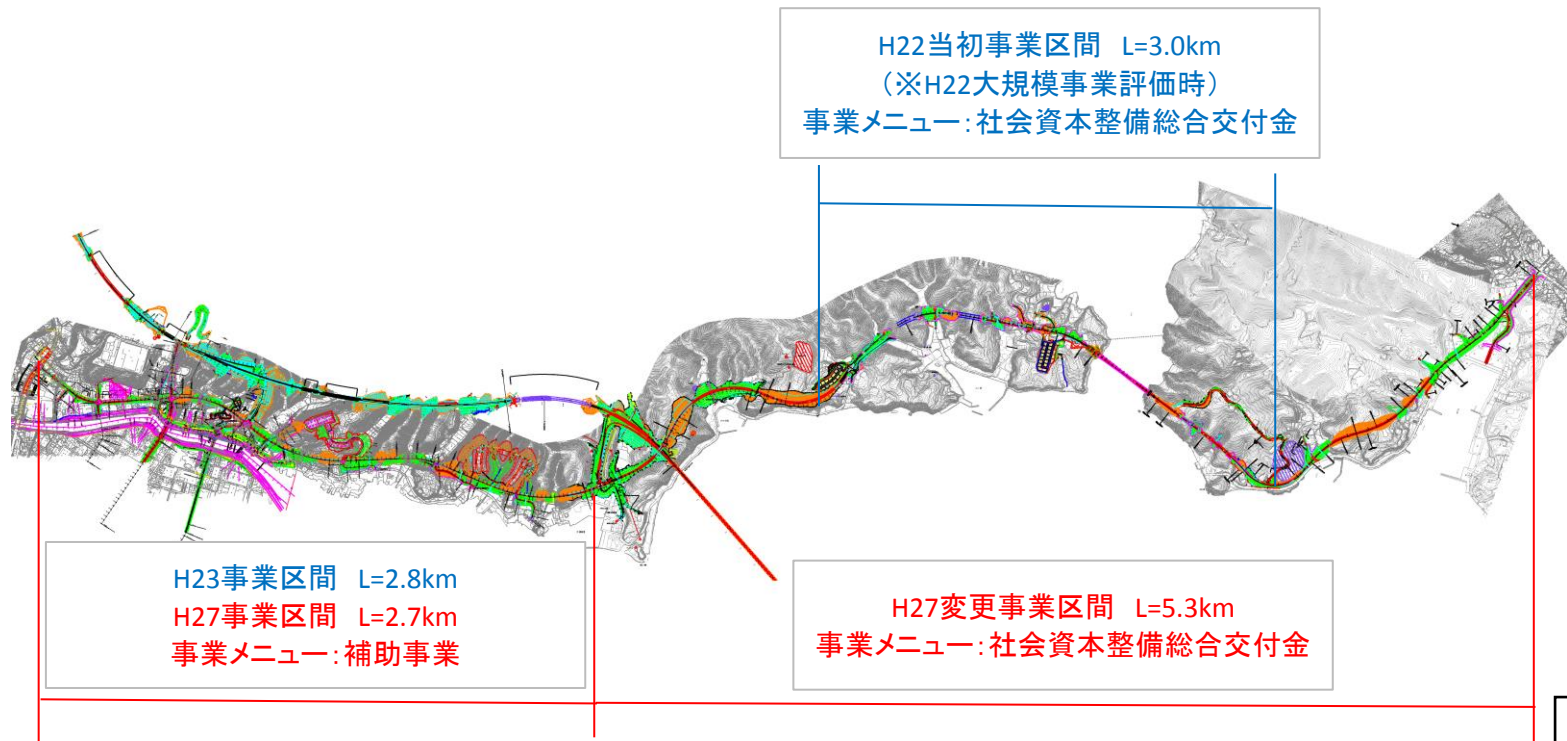 H22当初事業区間 L=3.0km
(※H22大規模事業評価時)
事業メニュー:社会資本整備総合交付金
H23事業区間 L=2.8km
H27事業区間 L=2.7km
事業メニュー:補助事業
H27変更事業区間 L=5.3km
事業メニュー:社会資本整備総合交付金